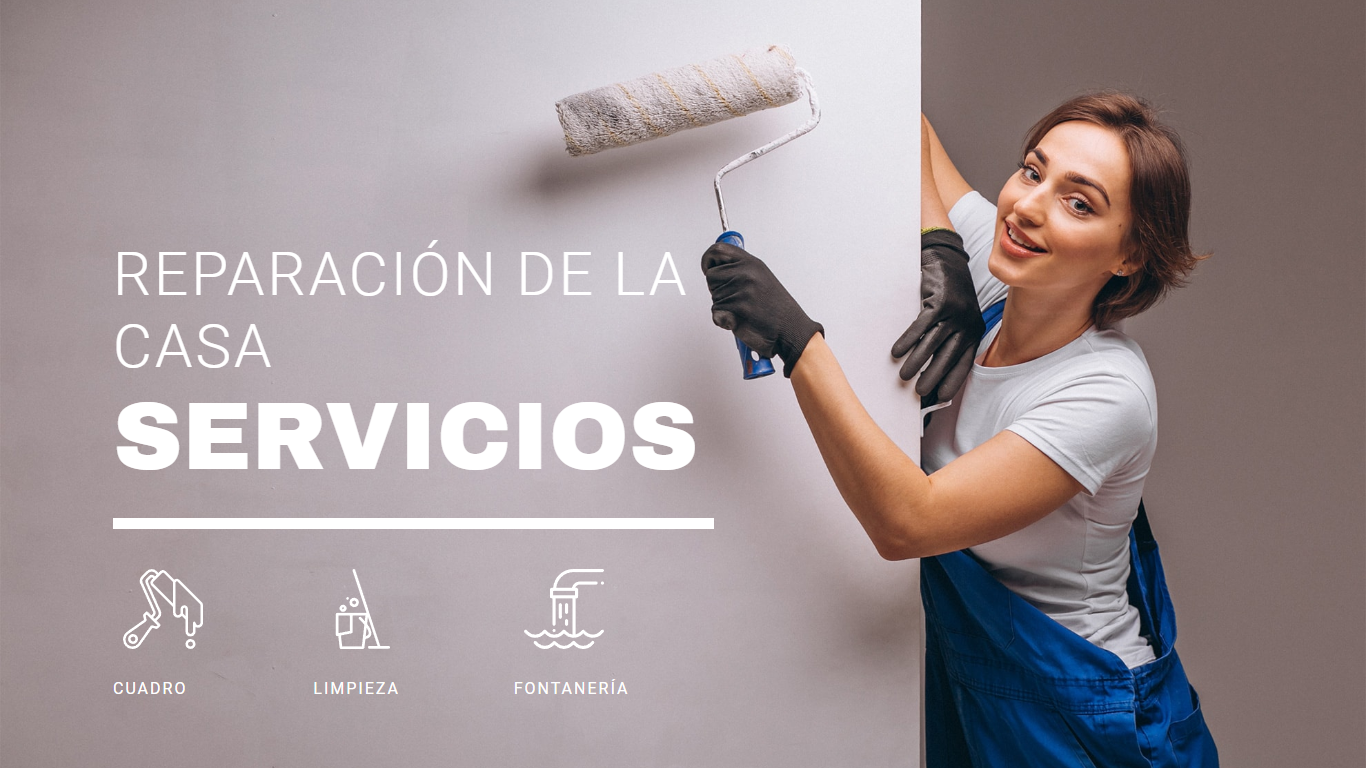 REPARACIÓN DE LA
CASA
SERVICIOS
CUADRO
LIMPIEZA
FONTANERÍA